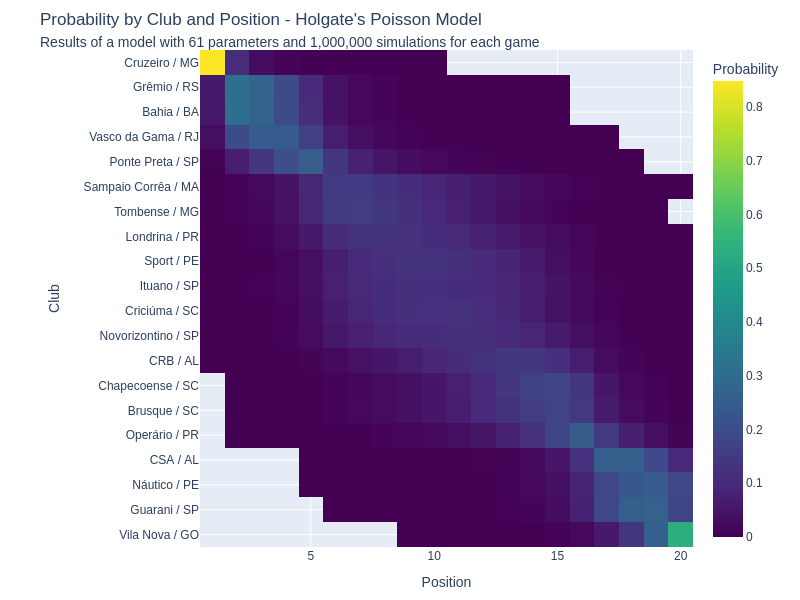 Probability by Club and Position - Holgate's Poisson Model
Results of a model with 61 parameters and 1,000,000 simulations for each game
Probability
Cruzeiro / MG
Grêmio / RS
Bahia / BA
Vasco da Gama / RJ
Ponte Preta / SP
Sampaio Corrêa / MA
Tombense / MG
Londrina / PR
Sport / PE
Ituano / SP
Criciúma / SC
Novorizontino / SP
CRB / AL
Chapecoense / SC
Brusque / SC
Operário / PR
CSA / AL
Náutico / PE
Guarani / SP
Vila Nova / GO
Club
5
10
15
20
Position
0.8
0.7
0.6
0.5
0.4
0.3
0.2
0.1
0